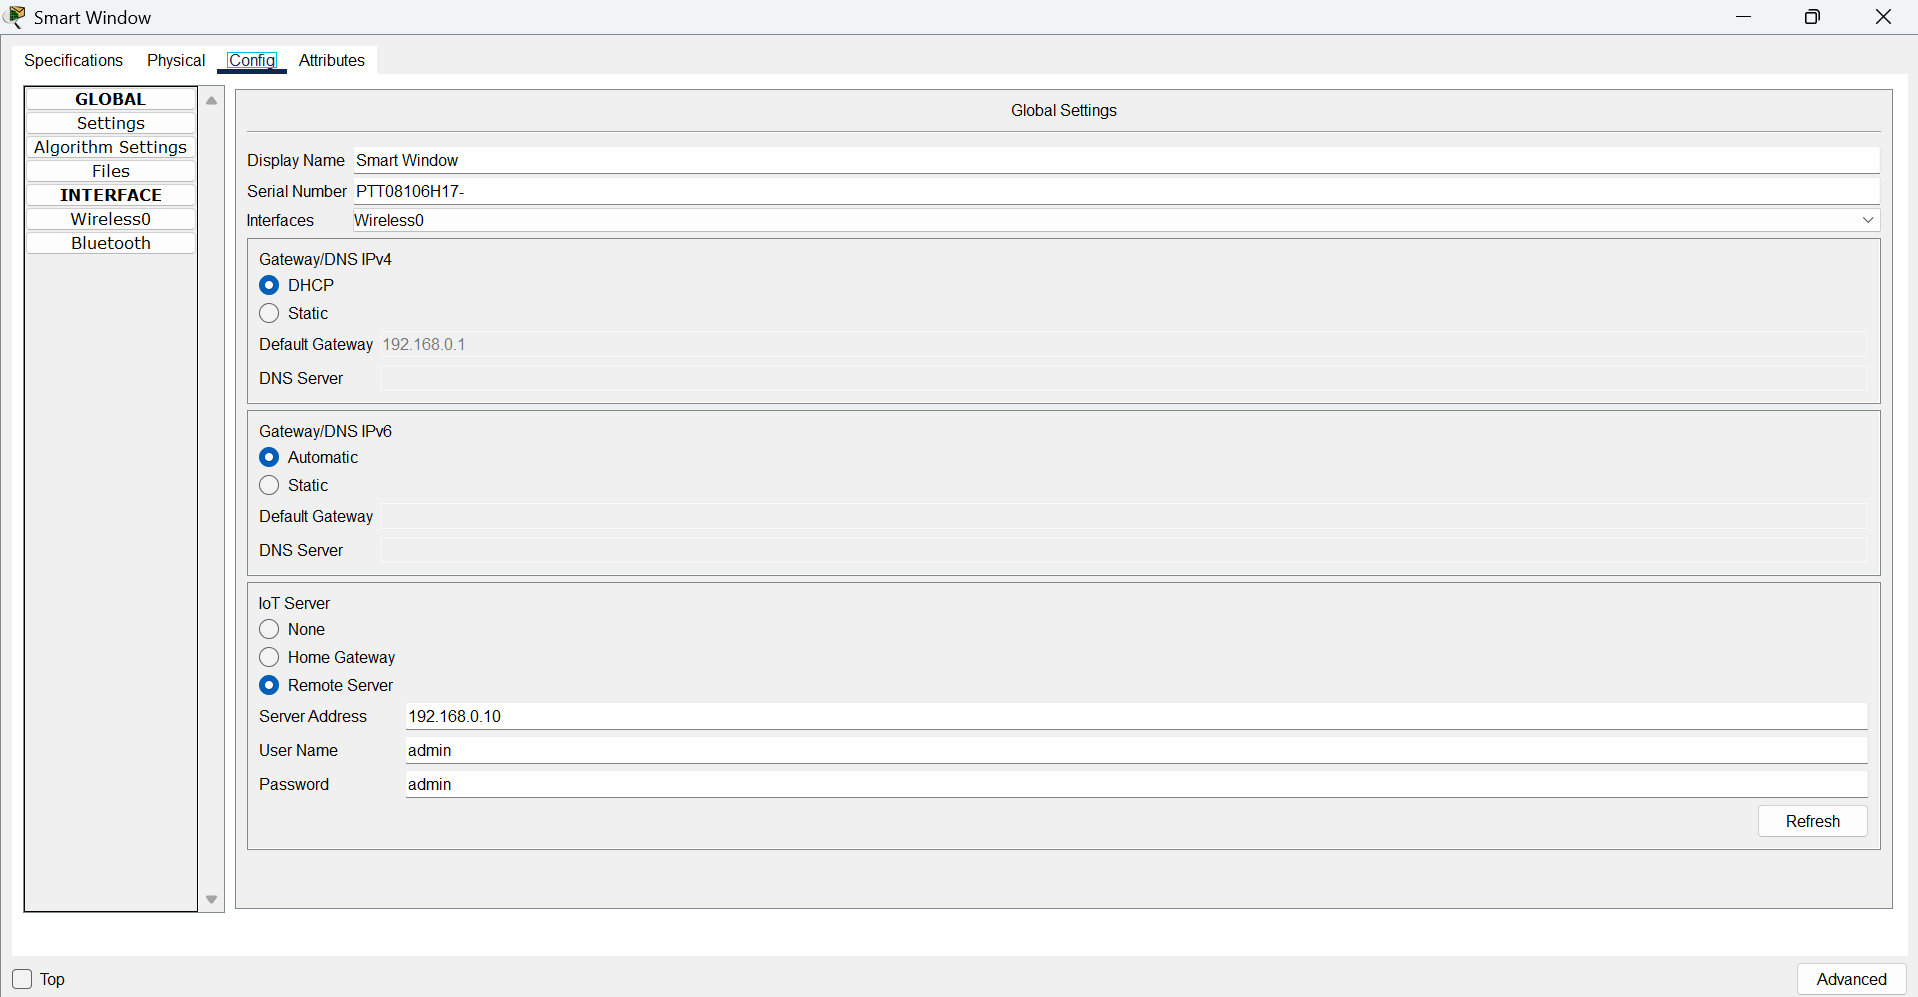 Smart Window
Specifications Physical Config Attributes
GLOBAL
Settings
Algorithm Settings
Files
INTERFACE
Wireless0
Bluetooth
Global Settings
Display Name Smart Window
Serial Number PTT08106H17-
Interfaces Wireless0
Gateway/DNS IPv4
DHCP
Static
Default Gateway 192.168.0.1
DNS Server
Gateway/DNS IPv6
Automatic
Static
Default Gateway
DNS Server
IoT Server
None
Home Gateway
Remote Server
Server Address 192.168.0.10
User Name admin
Password admin
Refresh
Top
Advanced